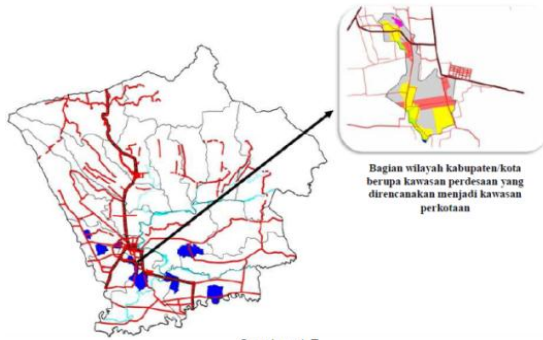 Bagian wilayah kabupaten/kota
berupa kawasan perdesaan yang
direncanakan menjadi kawasan
perkotaan